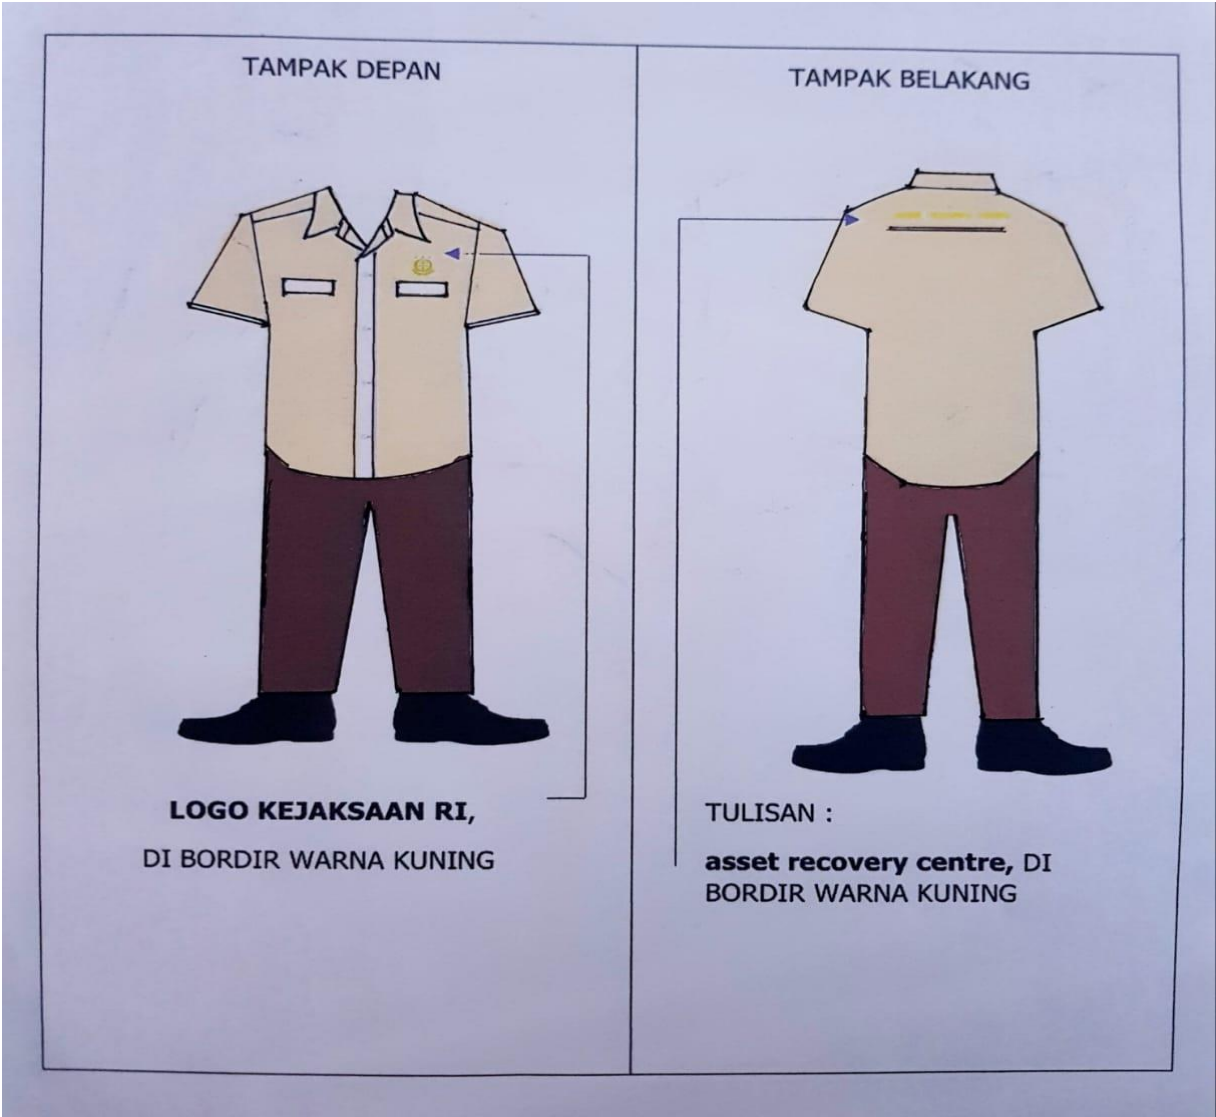 TAMPAK DEPAN
LOGO KEJAKSAAN RI,
DI BORDIR WARNA KUNING
TAMPAK BELAKANG
TULISAN :
asset recovery centre, DI
BORDIR WARNA KUNING